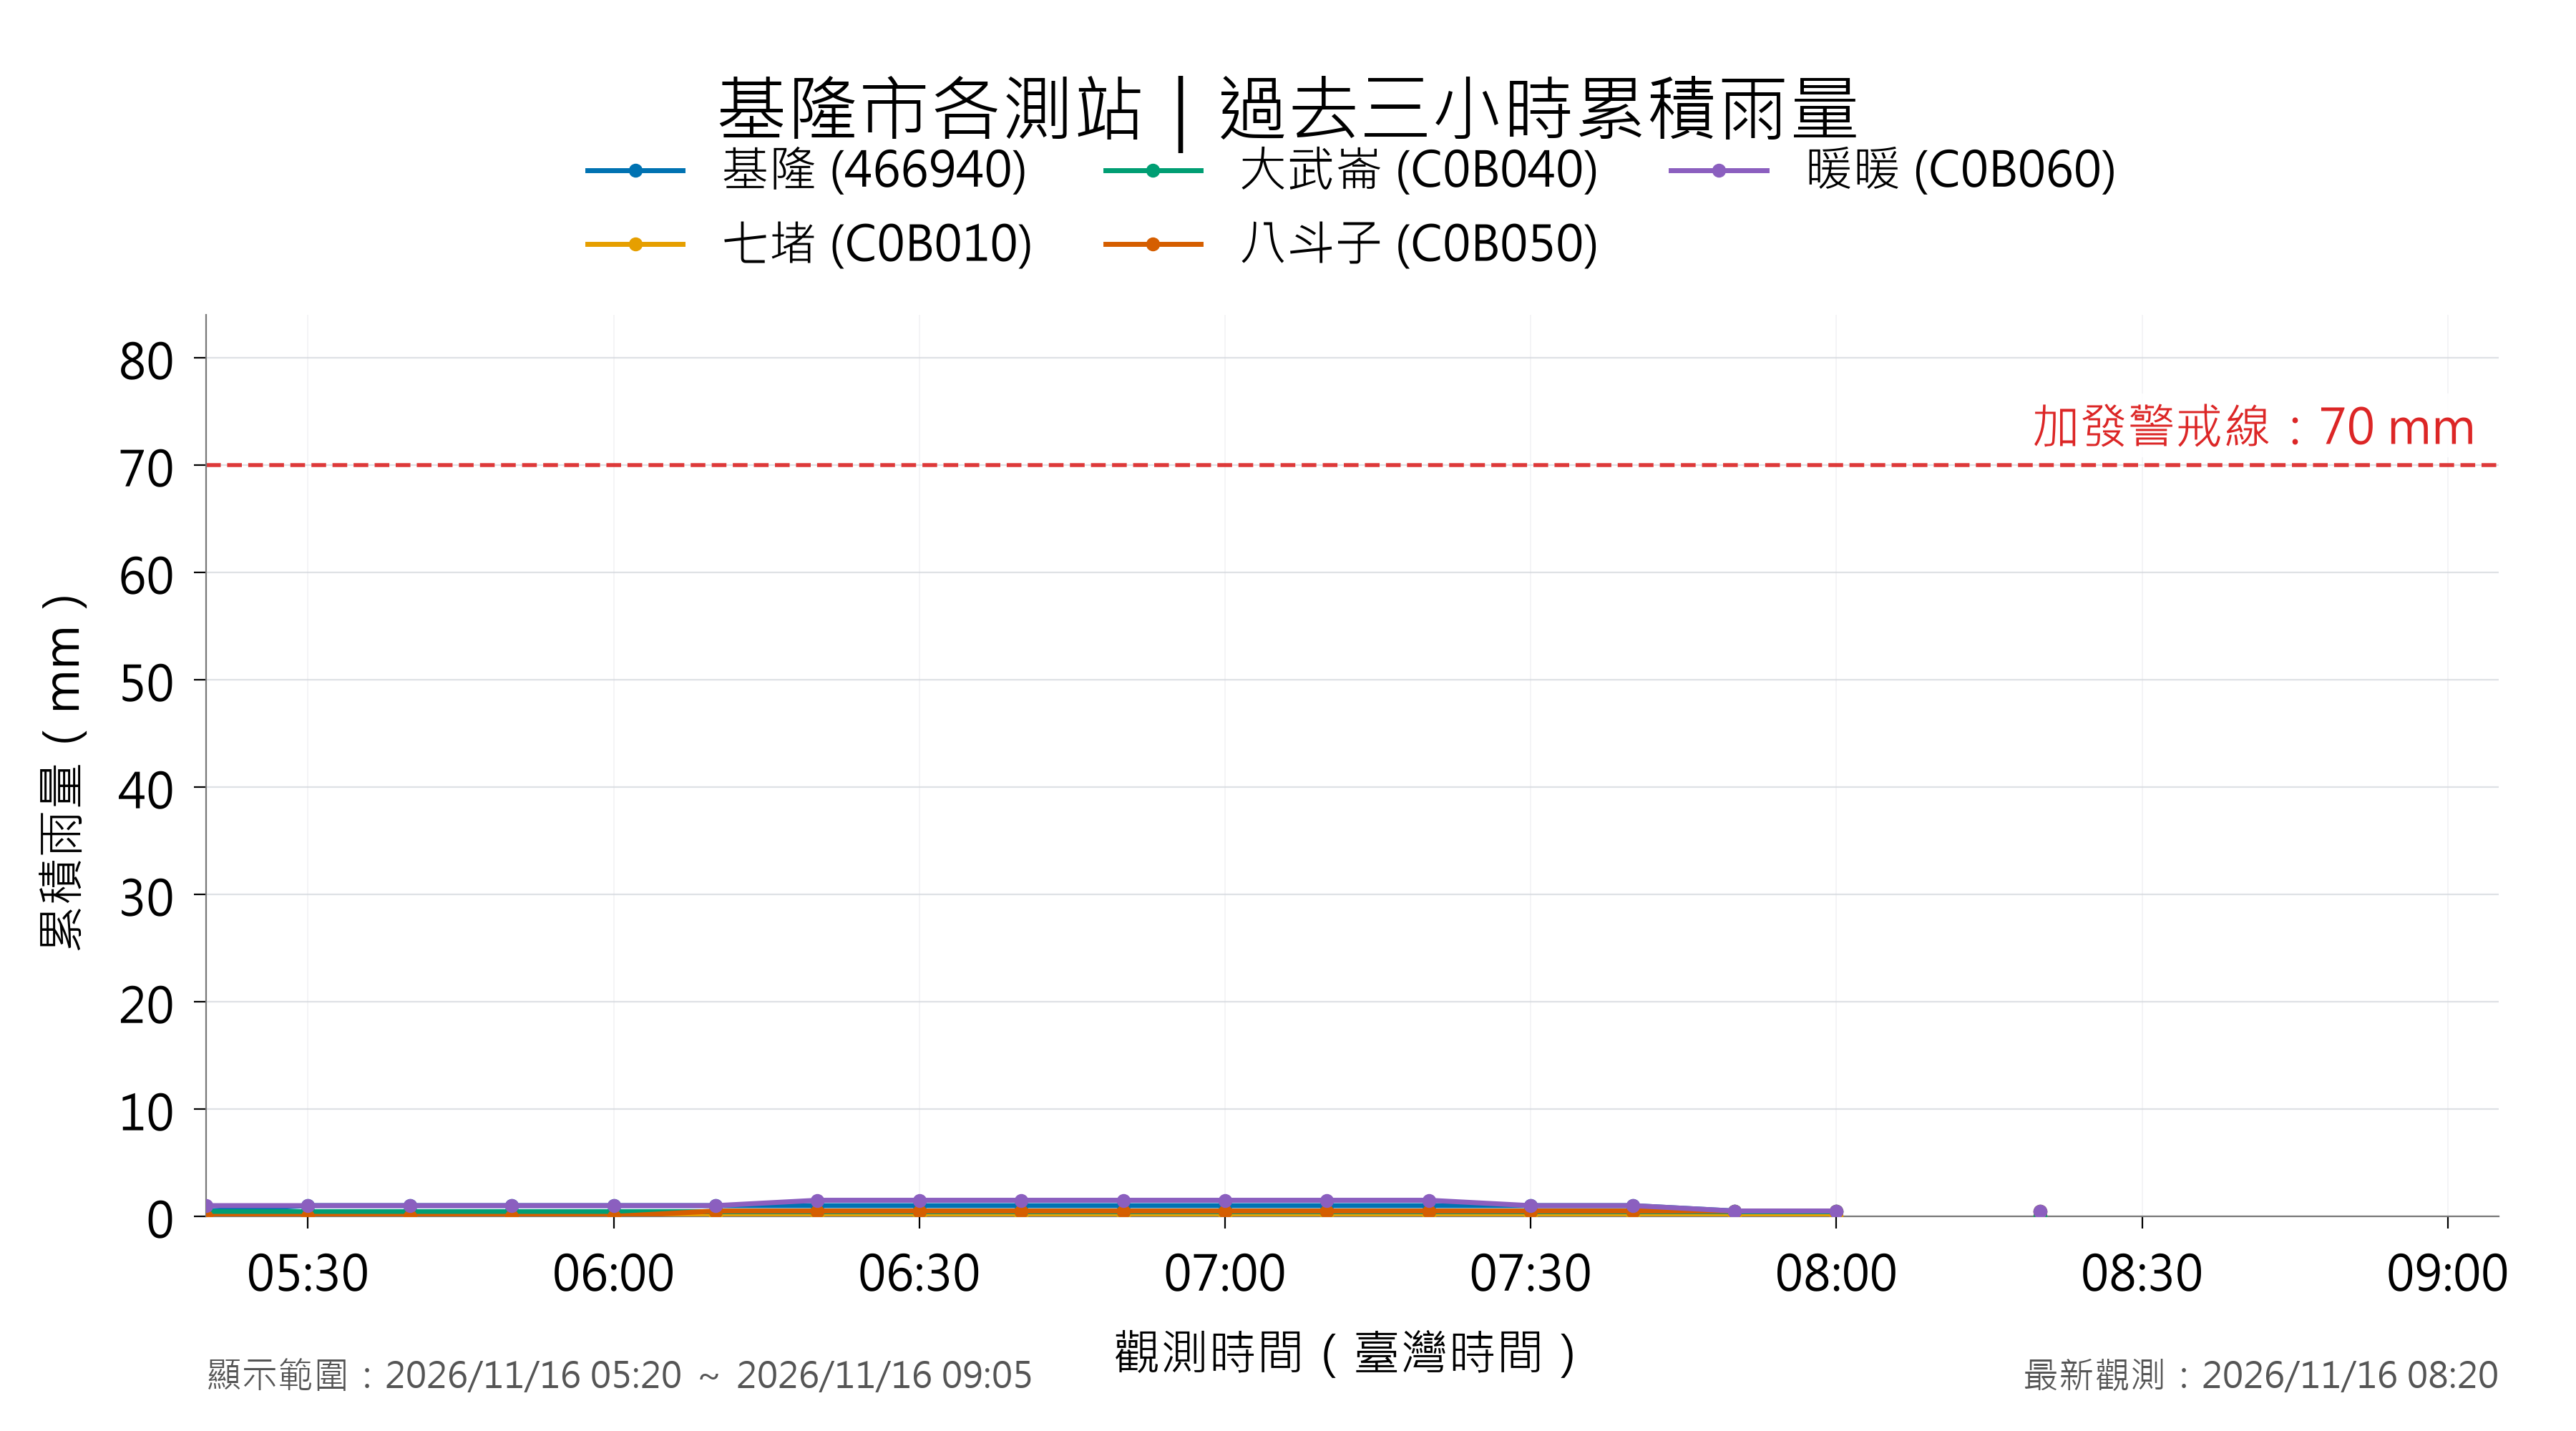 基隆市各測站｜過去三小時累積雨量
基隆 (466940)
大武崙 (C0B040)
暖暖 (C0B060)
七堵 (C0B010)
八斗子 (C0B050)
累積雨量（mm）
80
70
60
50
40
30
20
10
0
加發警戒線：70 mm
05:30 06:00 06:30 07:00 07:30 08:00 08:30 09:00
觀測時間（臺灣時間）
顯示範圍：2026/11/16 05:20 ~ 2026/11/16 09:05
最新觀測：2026/11/16 08:20